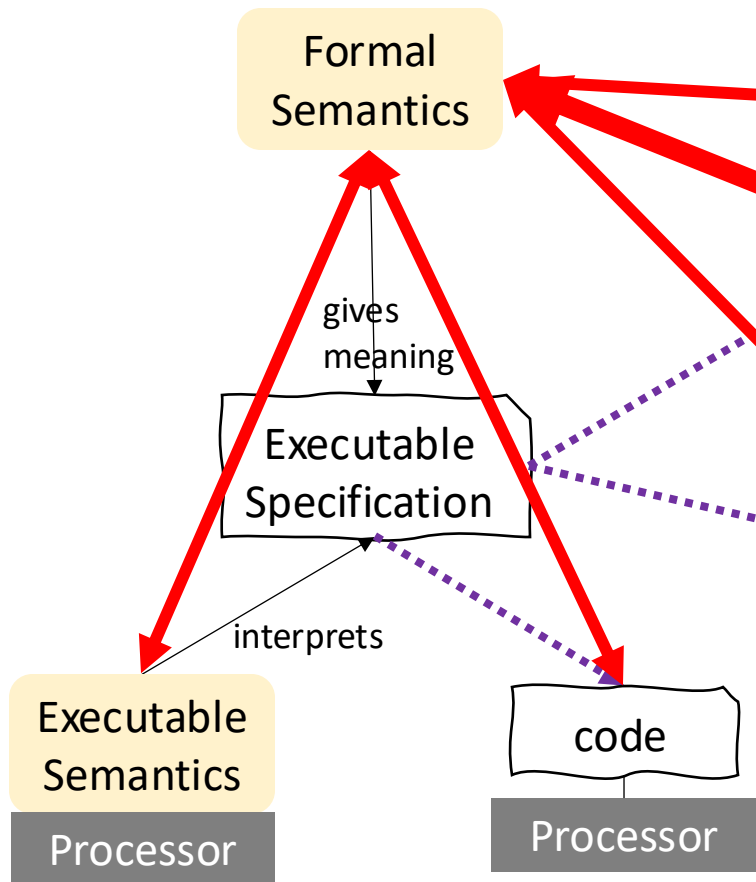 Formal
Semantics
gives
meaning
Executable
Specification
interprets
Executable
Semantics
code
Processor
Processor